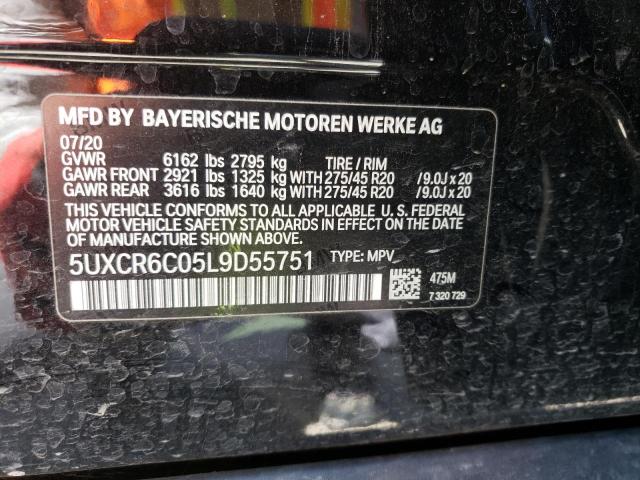 MFD BY BAYERISCHE MOTOREN WERKE AG
07/20
GVWR 6162 lbs 2795 kg TIRE / RIM
GAWR FRONT 2921 lbs 1325 kg WITH 275/45 R20 /9.0J x 20
GAWR REAR 3616 lbs 1640 kg WITH 275/45 R20 /9.0J x 20
THIS VEHICLE CONFORMS TO ALL APPLICABLE U. S. FEDERAL
MOTOR VEHICLE SAFETY STANDARDS IN EFFECT ON THE
DATE OF MANUFACTURE SHOWN ABOVE.
5UXCR6C05L9D55751 TYPE: MPV
475M
7 320 729